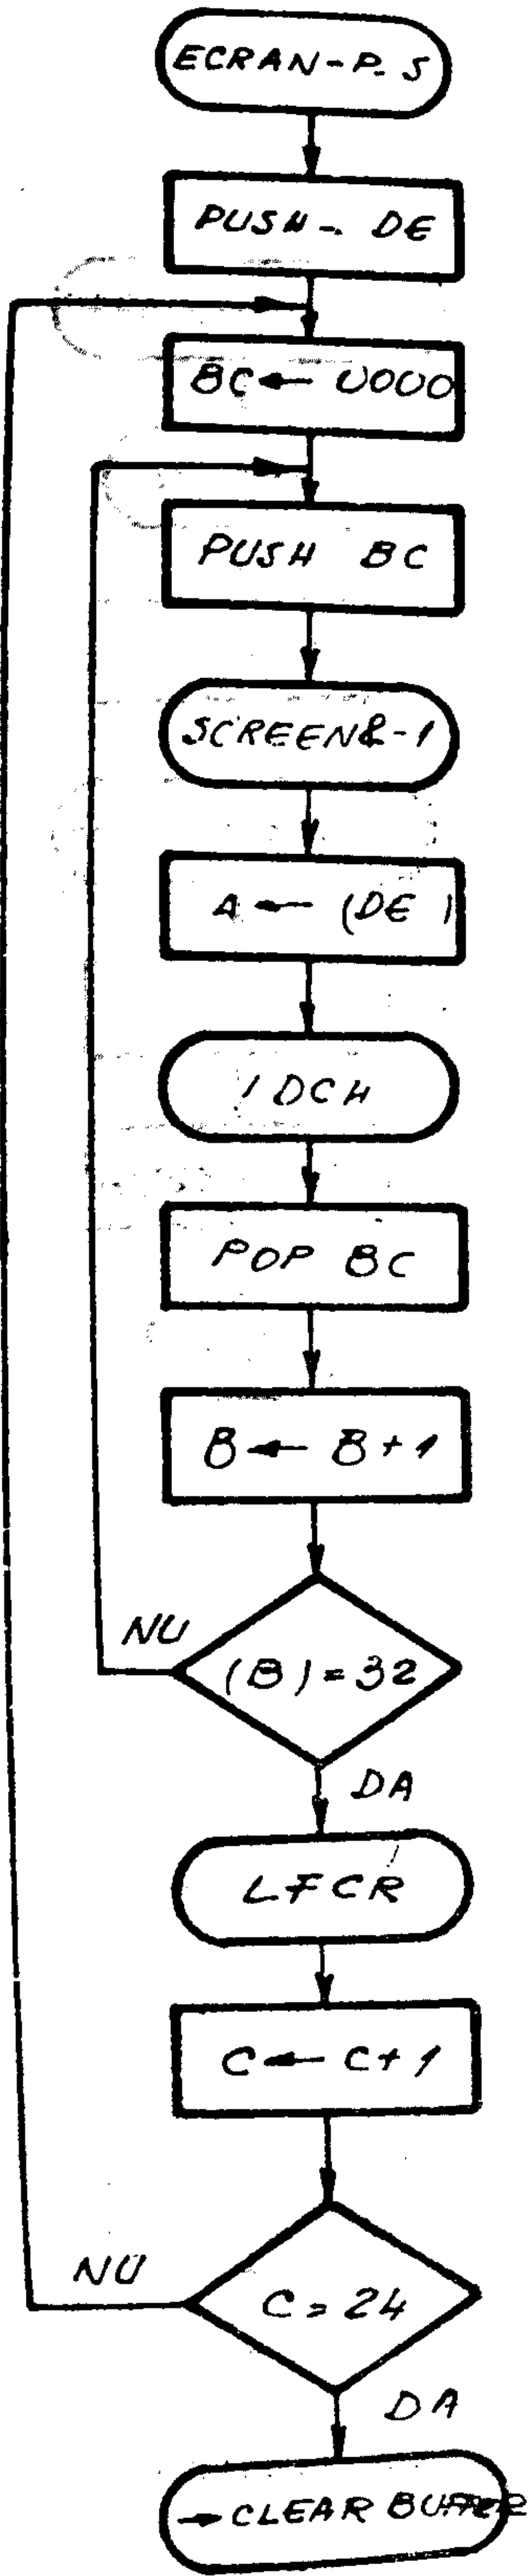 ECRAN-P.S
PUSH-DE
BC ← 0000
PUSH BC
SCREEN&-1
A ← (DE)
1DCH
POP BC
B ← B+1
NU
(B)=32
DA
LFCR
C ← C+1
NU
C=24
DA
→ CLEAR BUFFER